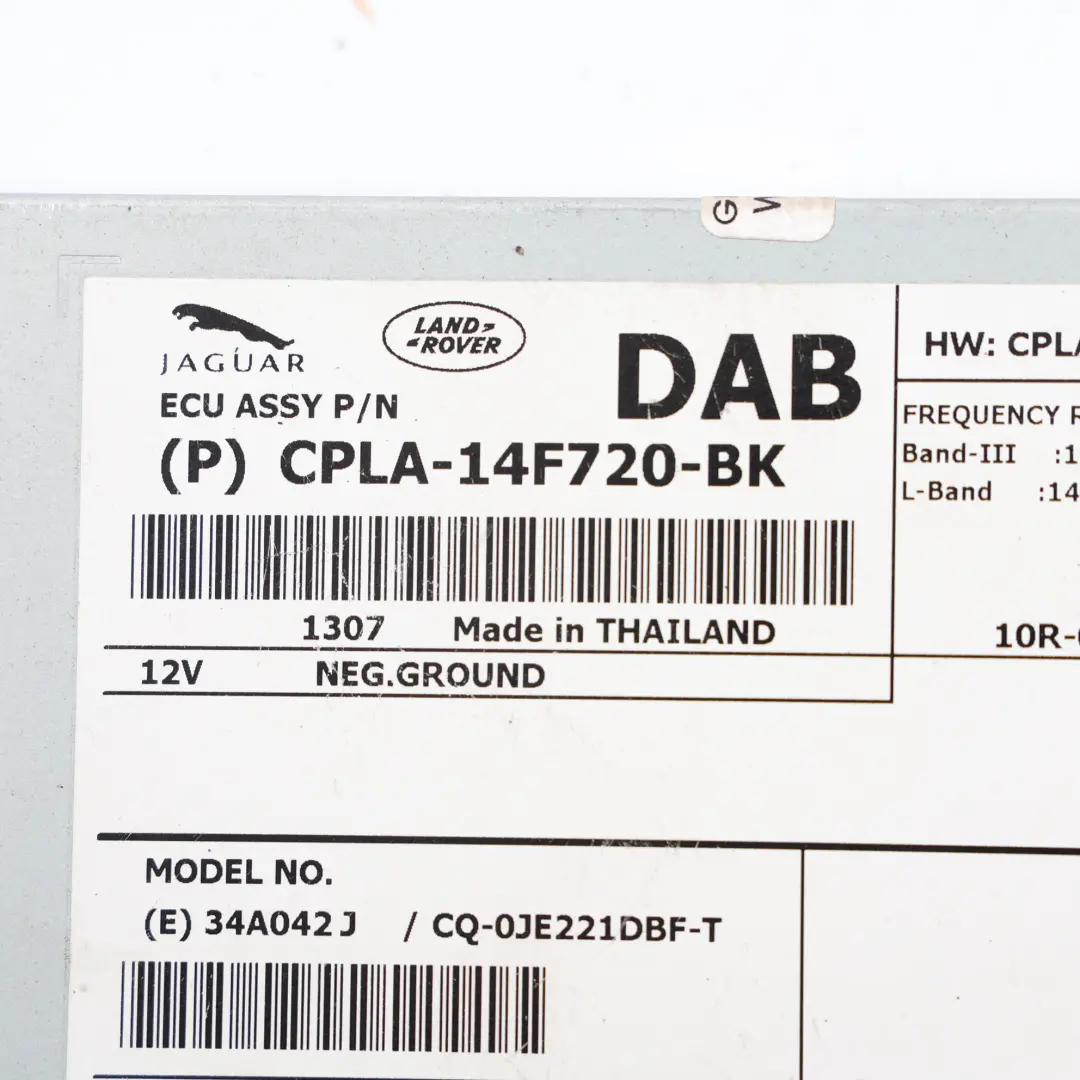 G
V
JAGUAR
LAND-
-ROVER
DAB
ECU ASSY P/N
(P) CPLA-14F720-BK
1307 Made in THAILAND
12V NEG.GROUND
HW: CPLA
FREQUENCY R
Band-III :1
L-Band :14
10R-
MODEL NO.
(E) 34A042J / CQ-0JE221DBF-T